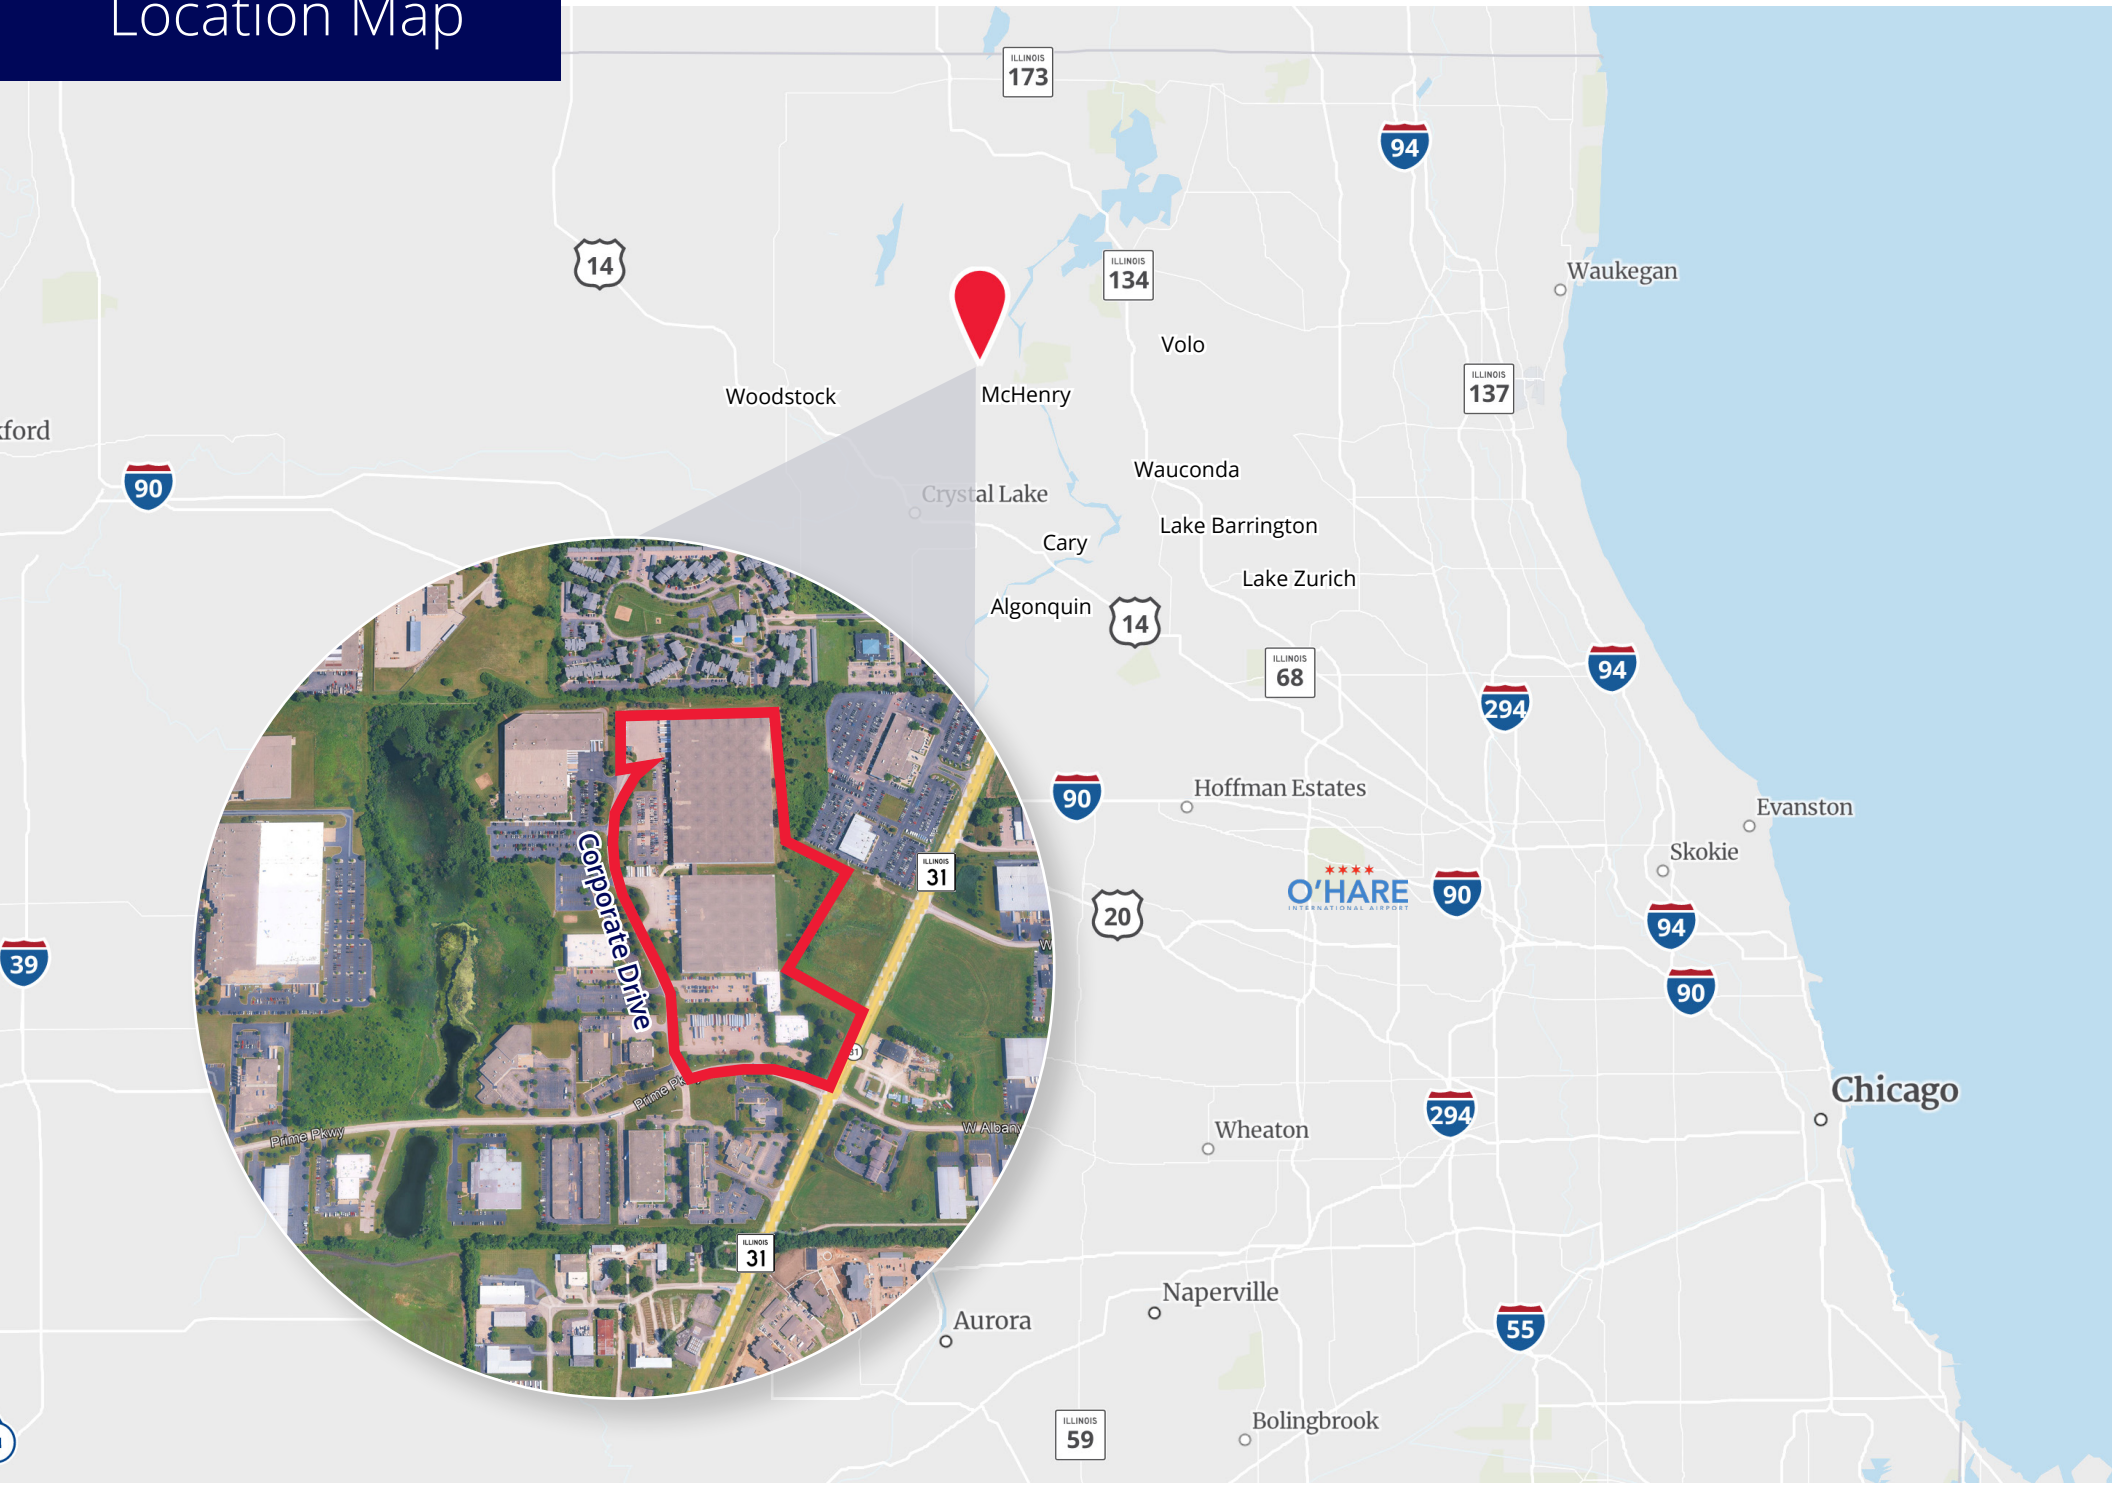 Location Map
ILLINOIS
173
94
14
ILLINOIS
134
Waukegan
Volo
ILLINOIS
137
Woodstock
McHenry
90
Wauconda
Crystal Lake
Lake Barrington
Cary
Lake Zurich
Algonquin
14
ILLINOIS
68
94
294
90
Hoffman Estates
Evanston
Skokie
Corporate Drive
ILLINOIS
31
O'HARE
INTERNATIONAL AIRPORT
90
20
94
39
90
31
Prime Pkwy
Prime
W Albany
ILLINOIS
31
Chicago
294
Wheaton
Naperville
Aurora
55
ILLINOIS
59
Bolingbrook